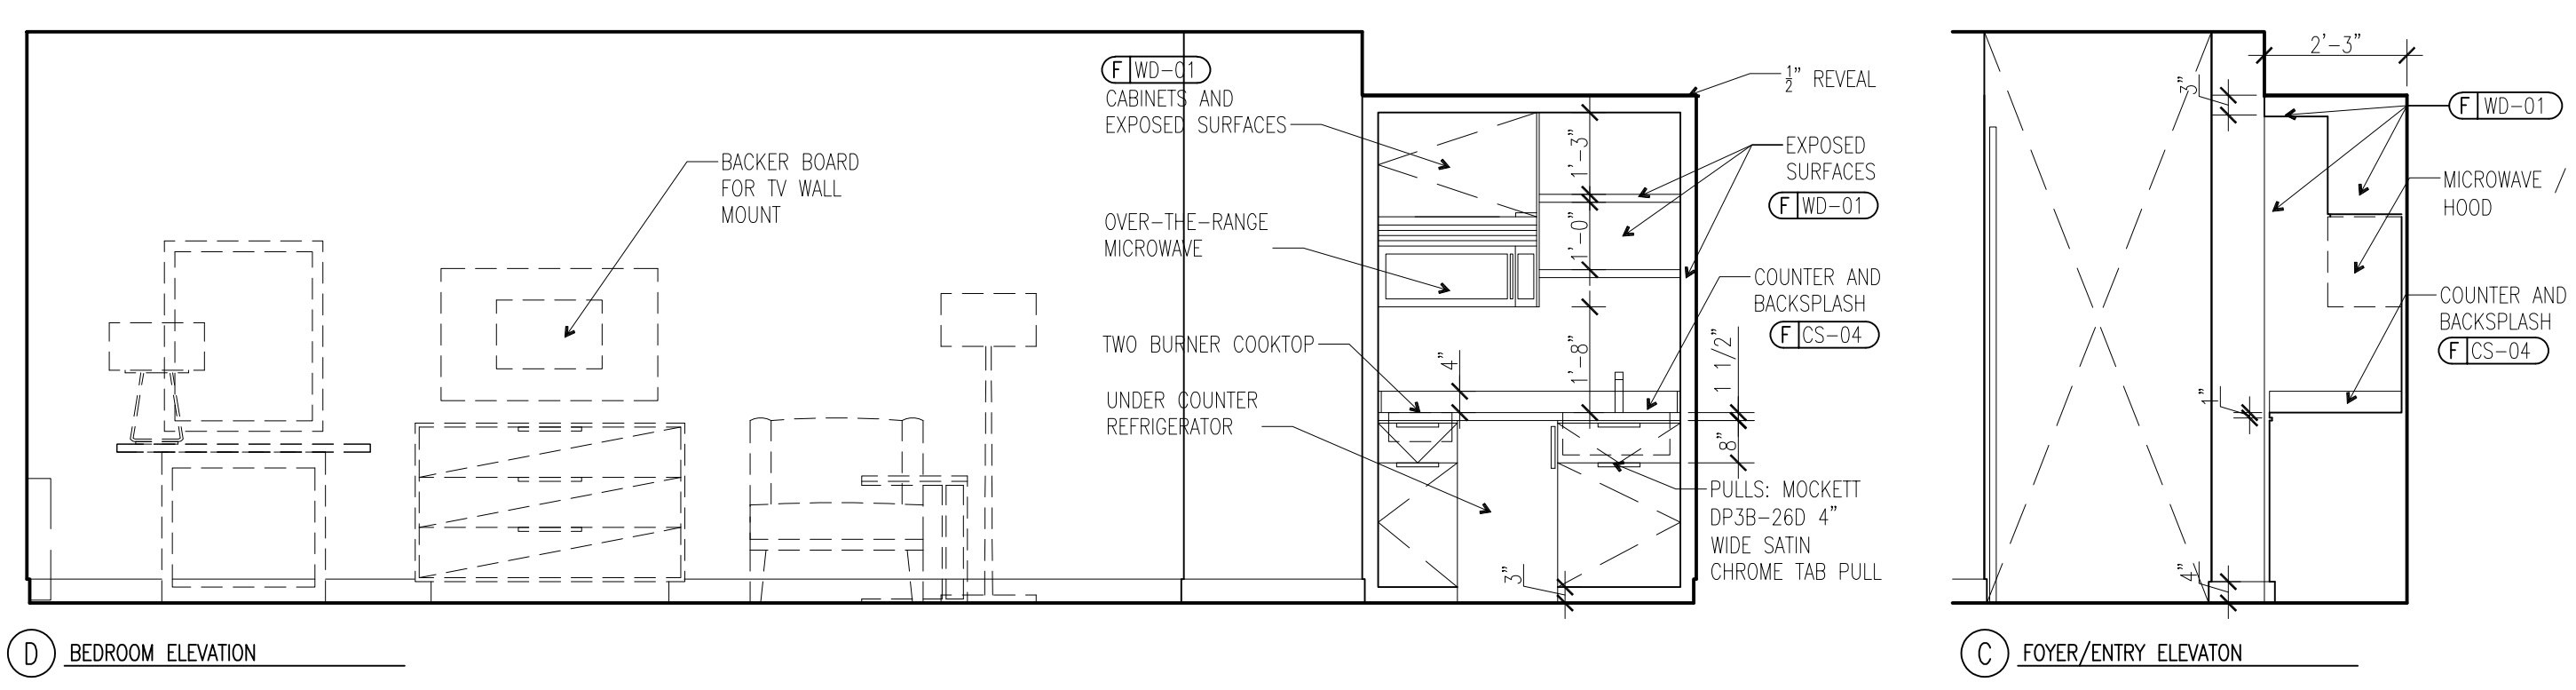 F WD-01
CABINETS AND
EXPOSED SURFACES
BACKER BOARD
FOR TV WALL
MOUNT
OVER-THE-RANGE
MICROWAVE
TWO BURNER COOKTOP
UNDER COUNTER
REFRIGERATOR
1'-3"
1'-0"
1'-8"
4"
3"
1/2" REVEAL
EXPOSED
SURFACES
F WD-01
COUNTER AND
BACKSPLASH
F CS-04
1 1/2"
8"
PULLS: MOCKETT
DP3B-26D 4"
WIDE SATIN
CHROME TAB PULL
D BEDROOM ELEVATION
2'-3"
3"
F WD-01
MICROWAVE /
HOOD
COUNTER AND
BACKSPLASH
F CS-04
1"
4"
C FOYER/ENTRY ELEVATON